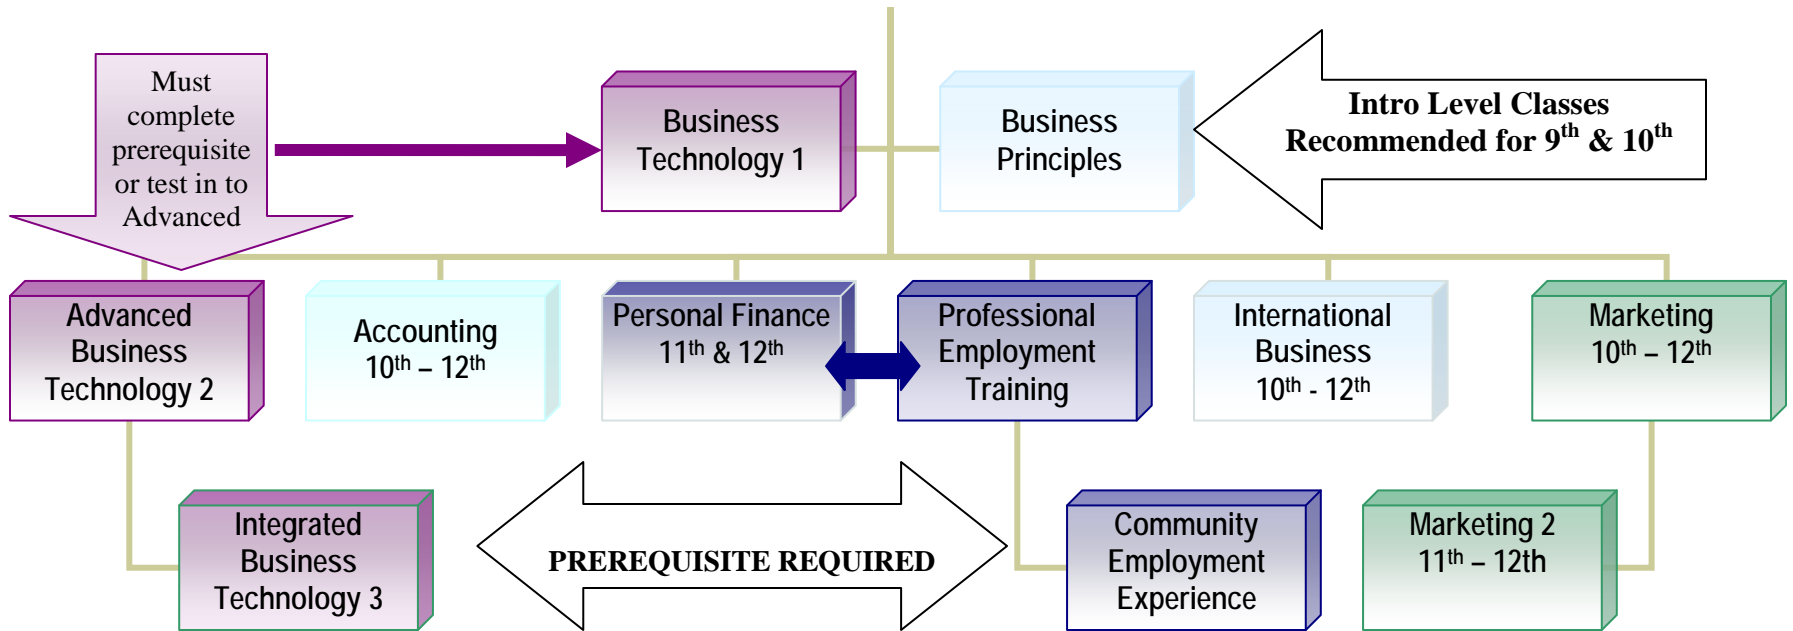 Must
complete
prerequisite
or test in to
Advanced
Business
Technology 1
Business
Principles
Intro Level Classes
Recommended for 9th & 10th
Advanced
Business
Technology 2
Accounting
10th – 12th
Personal Finance
11th & 12th
Professional
Employment
Training
International
Business
10th - 12th
Marketing
10th – 12th
Integrated
Business
Technology 3
PREREQUISITE REQUIRED
Community
Employment
Experience
Marketing 2
11th – 12th